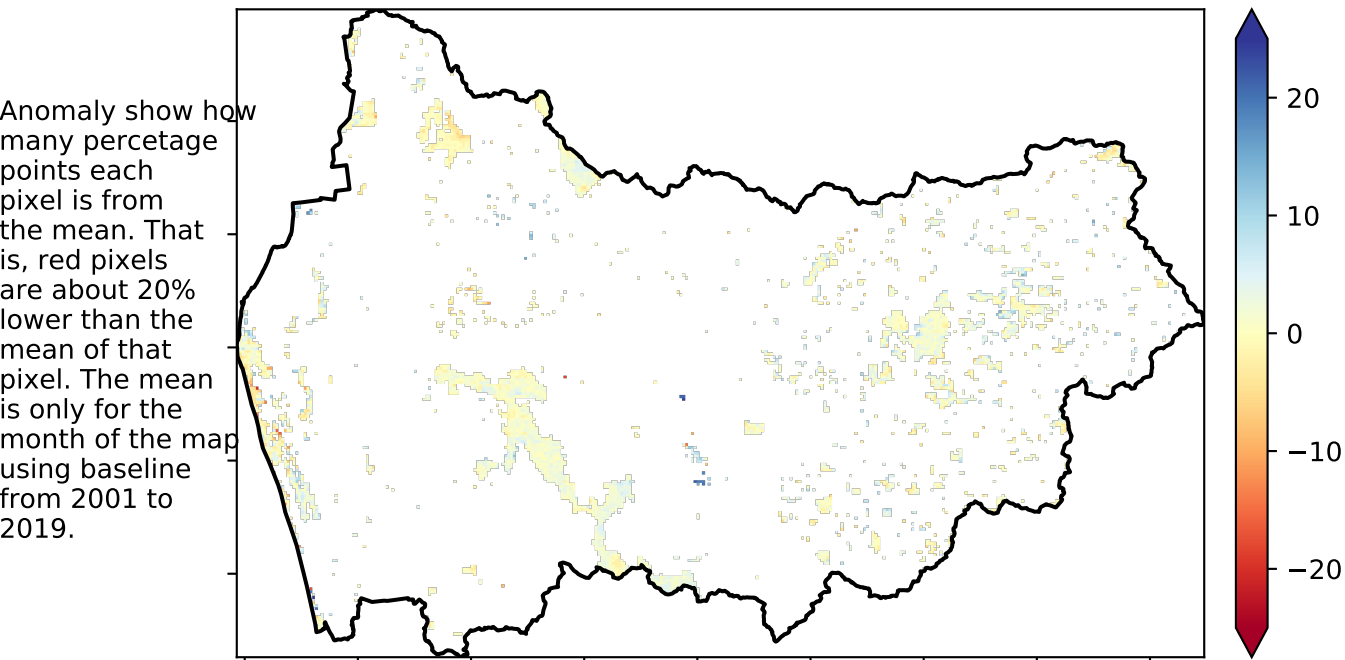 Anomaly show how
many percetage
points each
pixel is from
the mean. That
is, red pixels
are about 20%
lower than the
mean of that
pixel. The mean
is only for the
month of the map
using baseline
from 2001 to
2019.
20
10
0
−10
−20